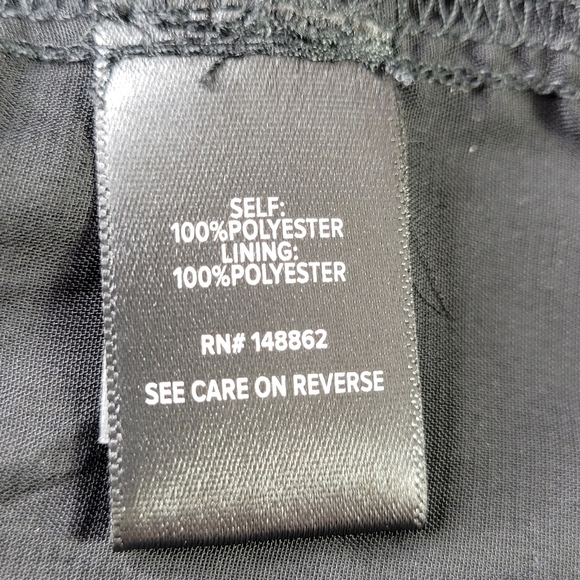 SELF:
100%POLYESTER
LINING:
100%POLYESTER
RN# 148862
SEE CARE ON REVERSE